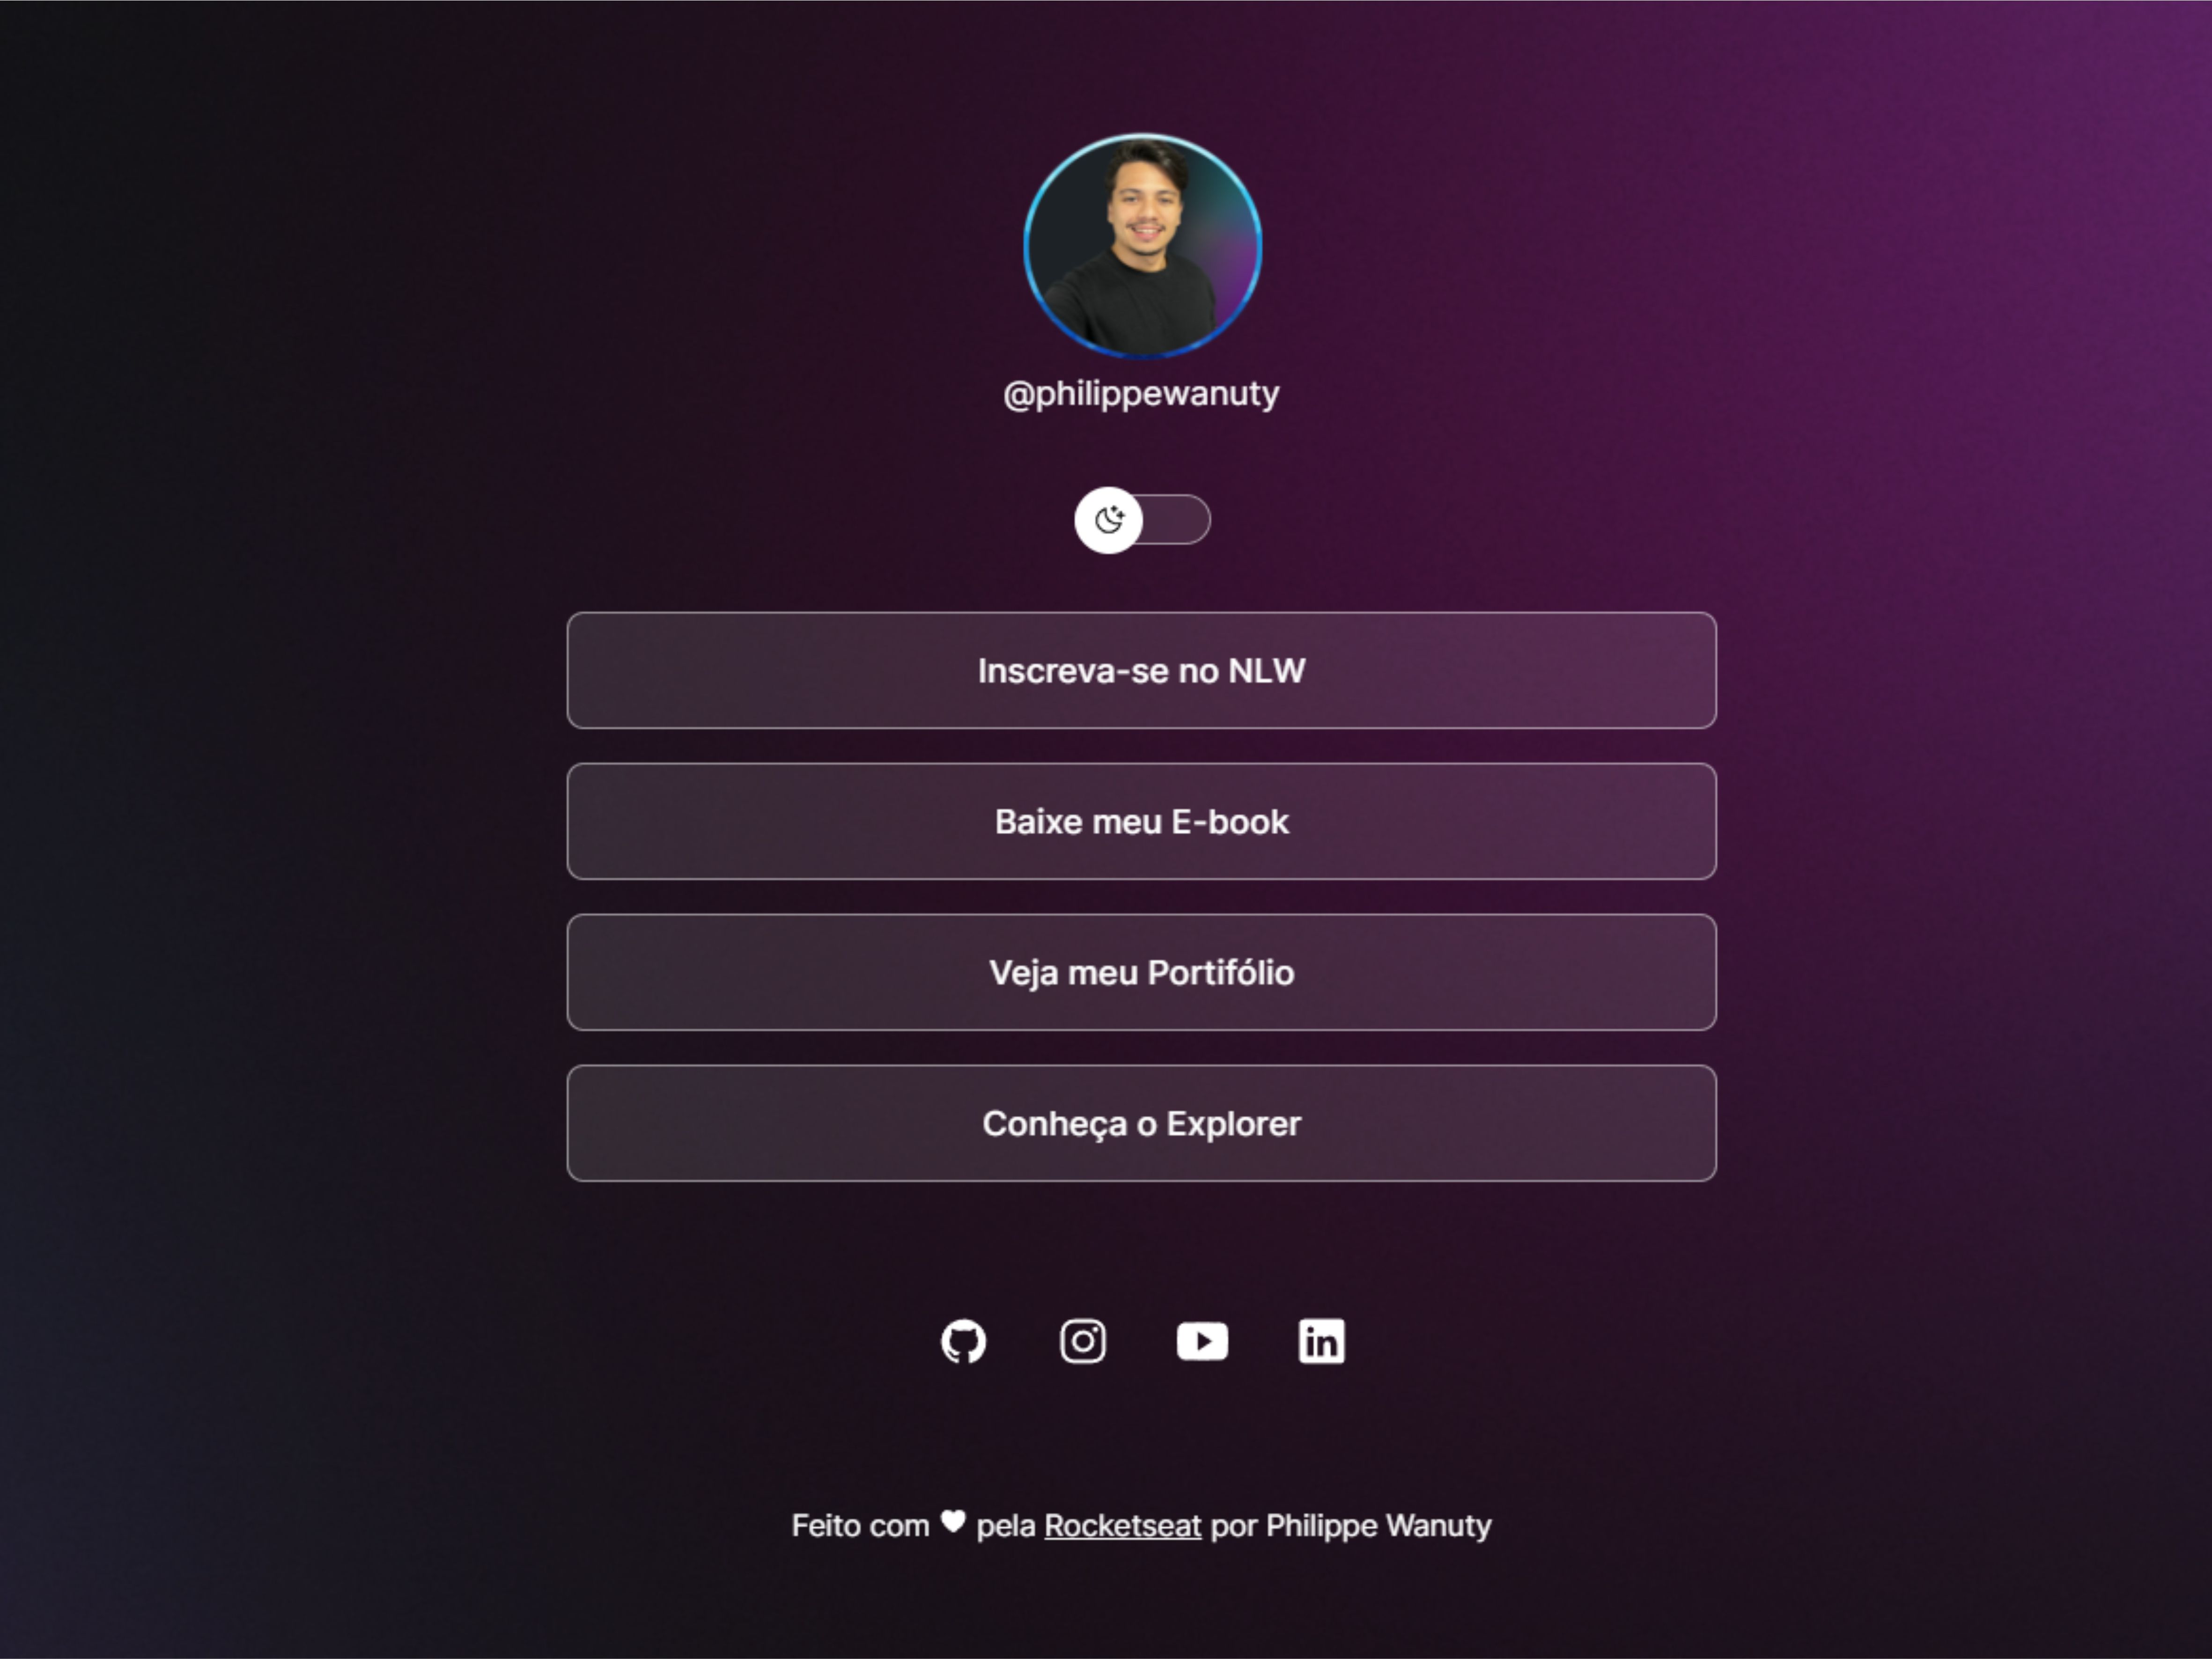 @philippewanuty
Inscreva-se no NLW
Baixe meu E-book
Veja meu Portifólio
Conheça o Explorer
in
Feito com ♥ pela Rocketseat por Philippe Wanuty